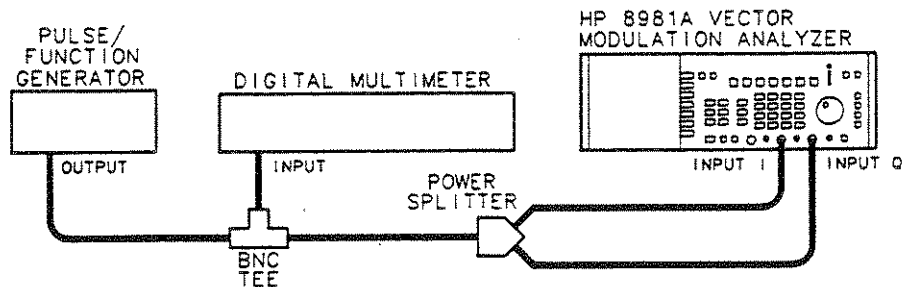 PULSE/
FUNCTION
GENERATOR
OUTPUT
DIGITAL MULTIMETER
INPUT
BNC
TEE
POWER
SPLITTER
HP 8981A VECTOR
MODULATION ANALYZER
INPUT I
INPUT Q